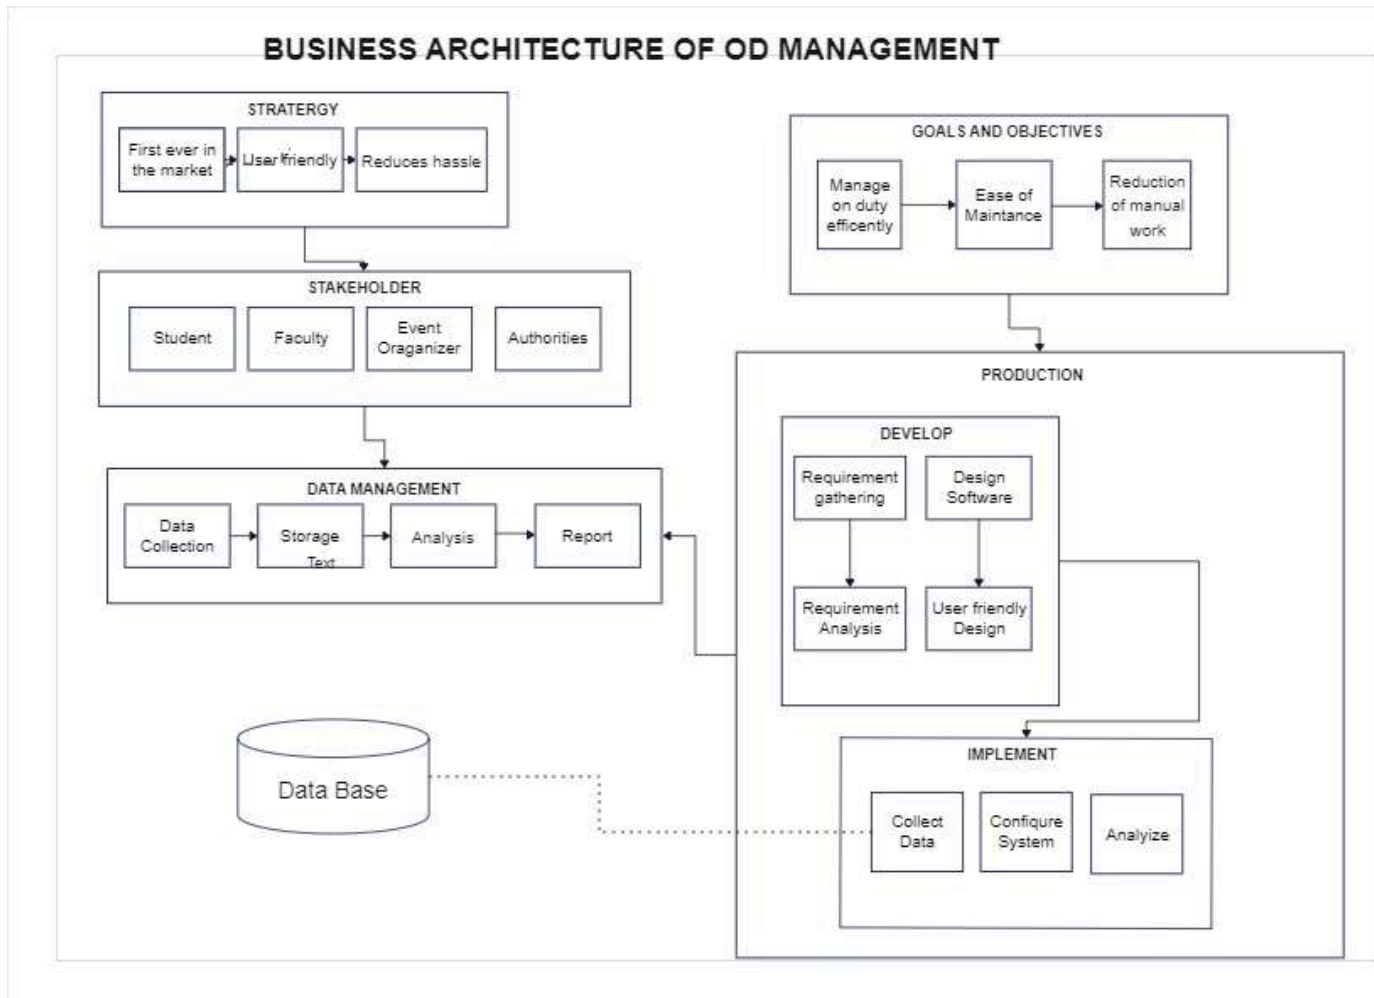 BUSINESS ARCHITECTURE OF OD MANAGEMENT
STRATERGY
First ever in
the market
User friendly
Reduces hassle
STAKEHOLDER
Student
Faculty
Event
Oraganizer
Authorities
DATA MANAGEMENT
Data
Collection
Storage
Text
Analysis
Report
Data Base
GOALS AND OBJECTIVES
Manage
on duty
efficently
Ease of
Maintance
Reduction
of manual
work
PRODUCTION
DEVELOP
Requirement
gathering
Design
Software
Requirement
Analysis
User friendly
Design
IMPLEMENT
Collect
Data
Configure
System
Analyize